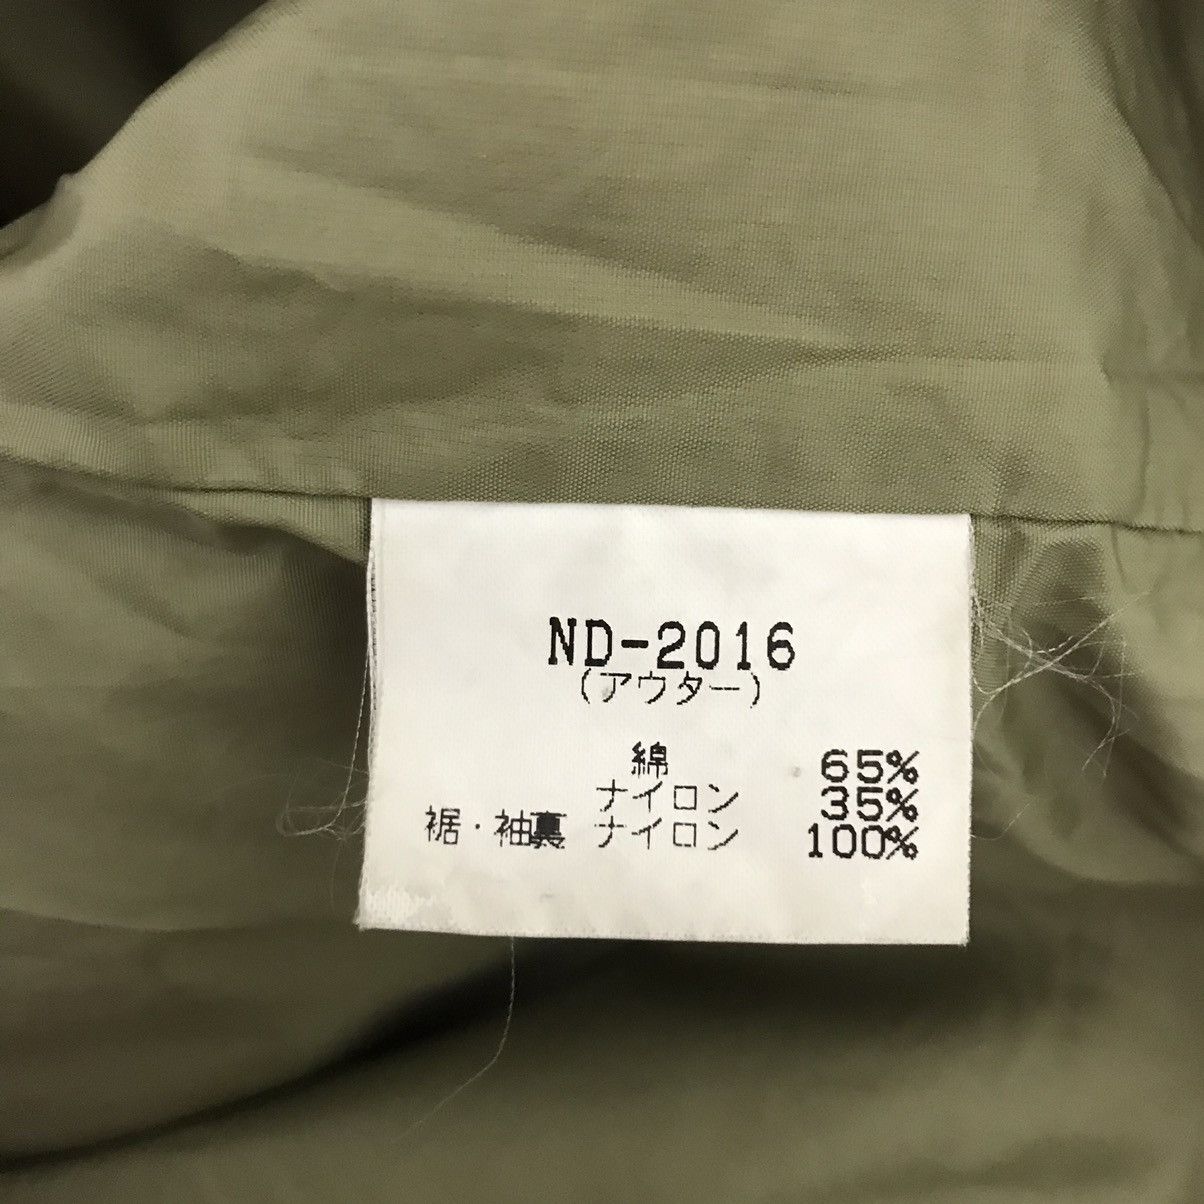 ND-2016
(アウター)
綿 65%
ナイロン 35%
裾・袖裏 ナイロン 100%